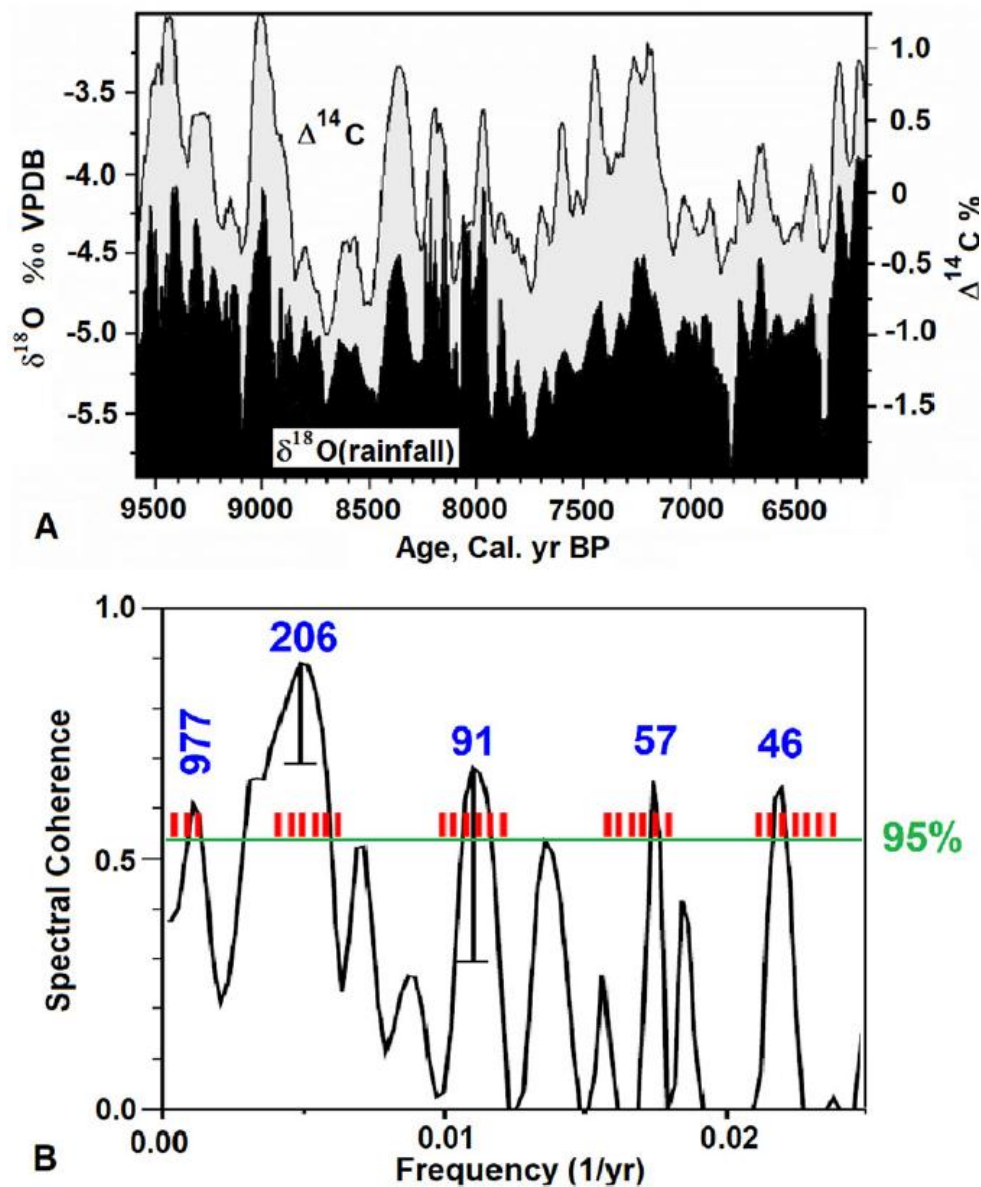 -3.5
-4.0
-4.5
-5.0
-5.5
δ18O ‰ VPDB
Δ14C
δ18O(rainfall)
1.0
0.5
0
-0.5
-1.0
-1.5
Δ14C %
9500 9000 8500 8000 7500 7000 6500
Age, Cal. yr BP
A
1.0
0.5
0.0
Spectral Coherence
977
206
91
57
46
95%
0.00 0.01 0.02
Frequency (1/yr)
B